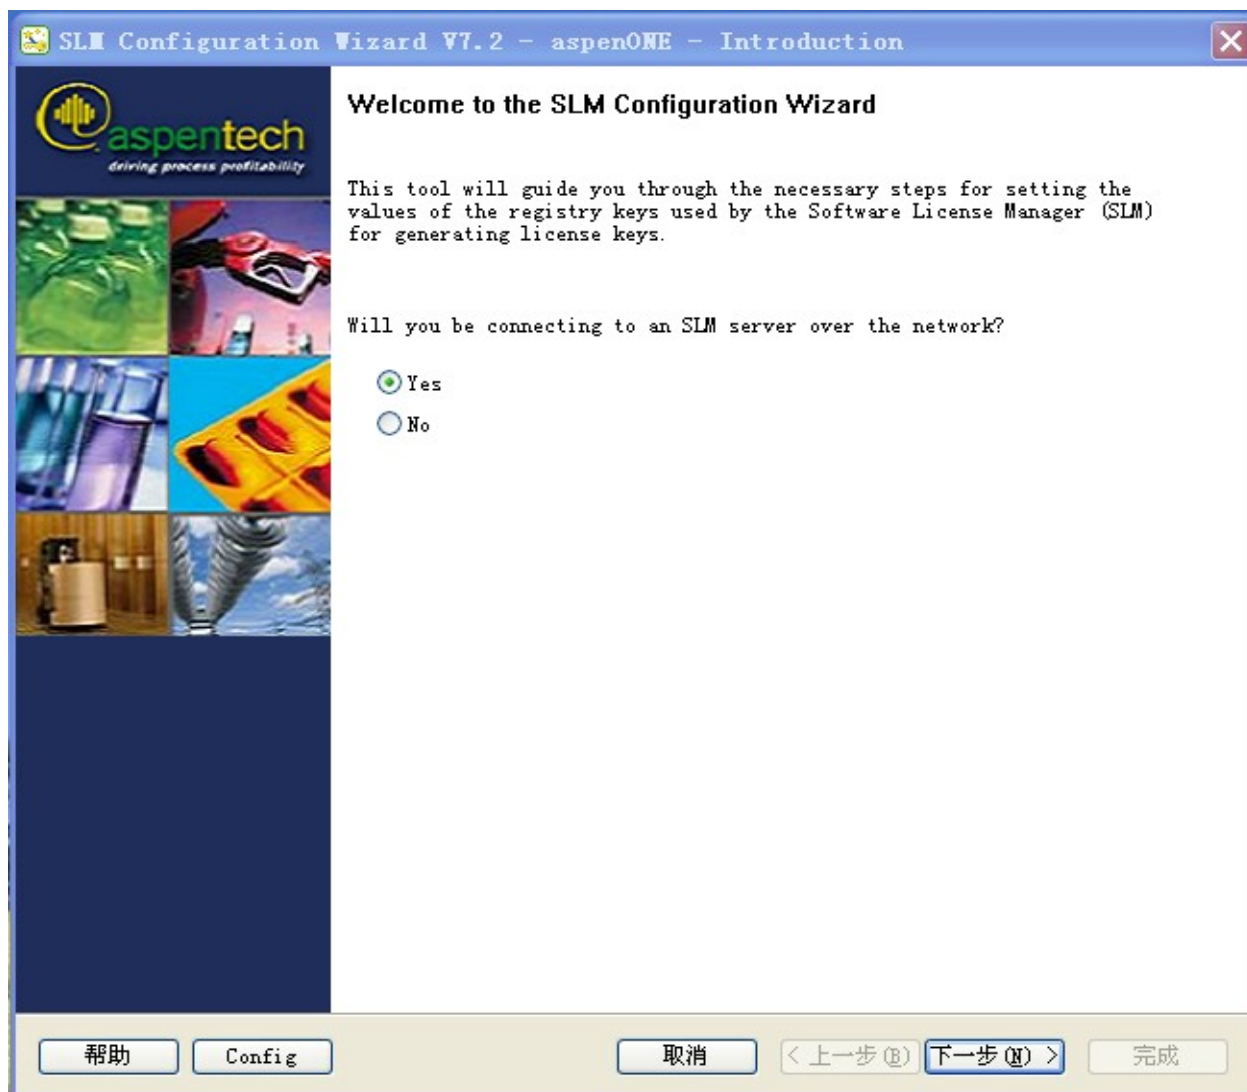 SLM Configuration Wizard V7.2 - aspenONE - Introduction
aspentech
driving process profitability
Welcome to the SLM Configuration Wizard
This tool will guide you through the necessary steps for setting the
values of the registry keys used by the Software License Manager (SLM)
for generating license keys.
Will you be connecting to an SLM server over the network?
Yes
No
帮助 Config 取消 < 上一步(B) 下一步(N) > 完成